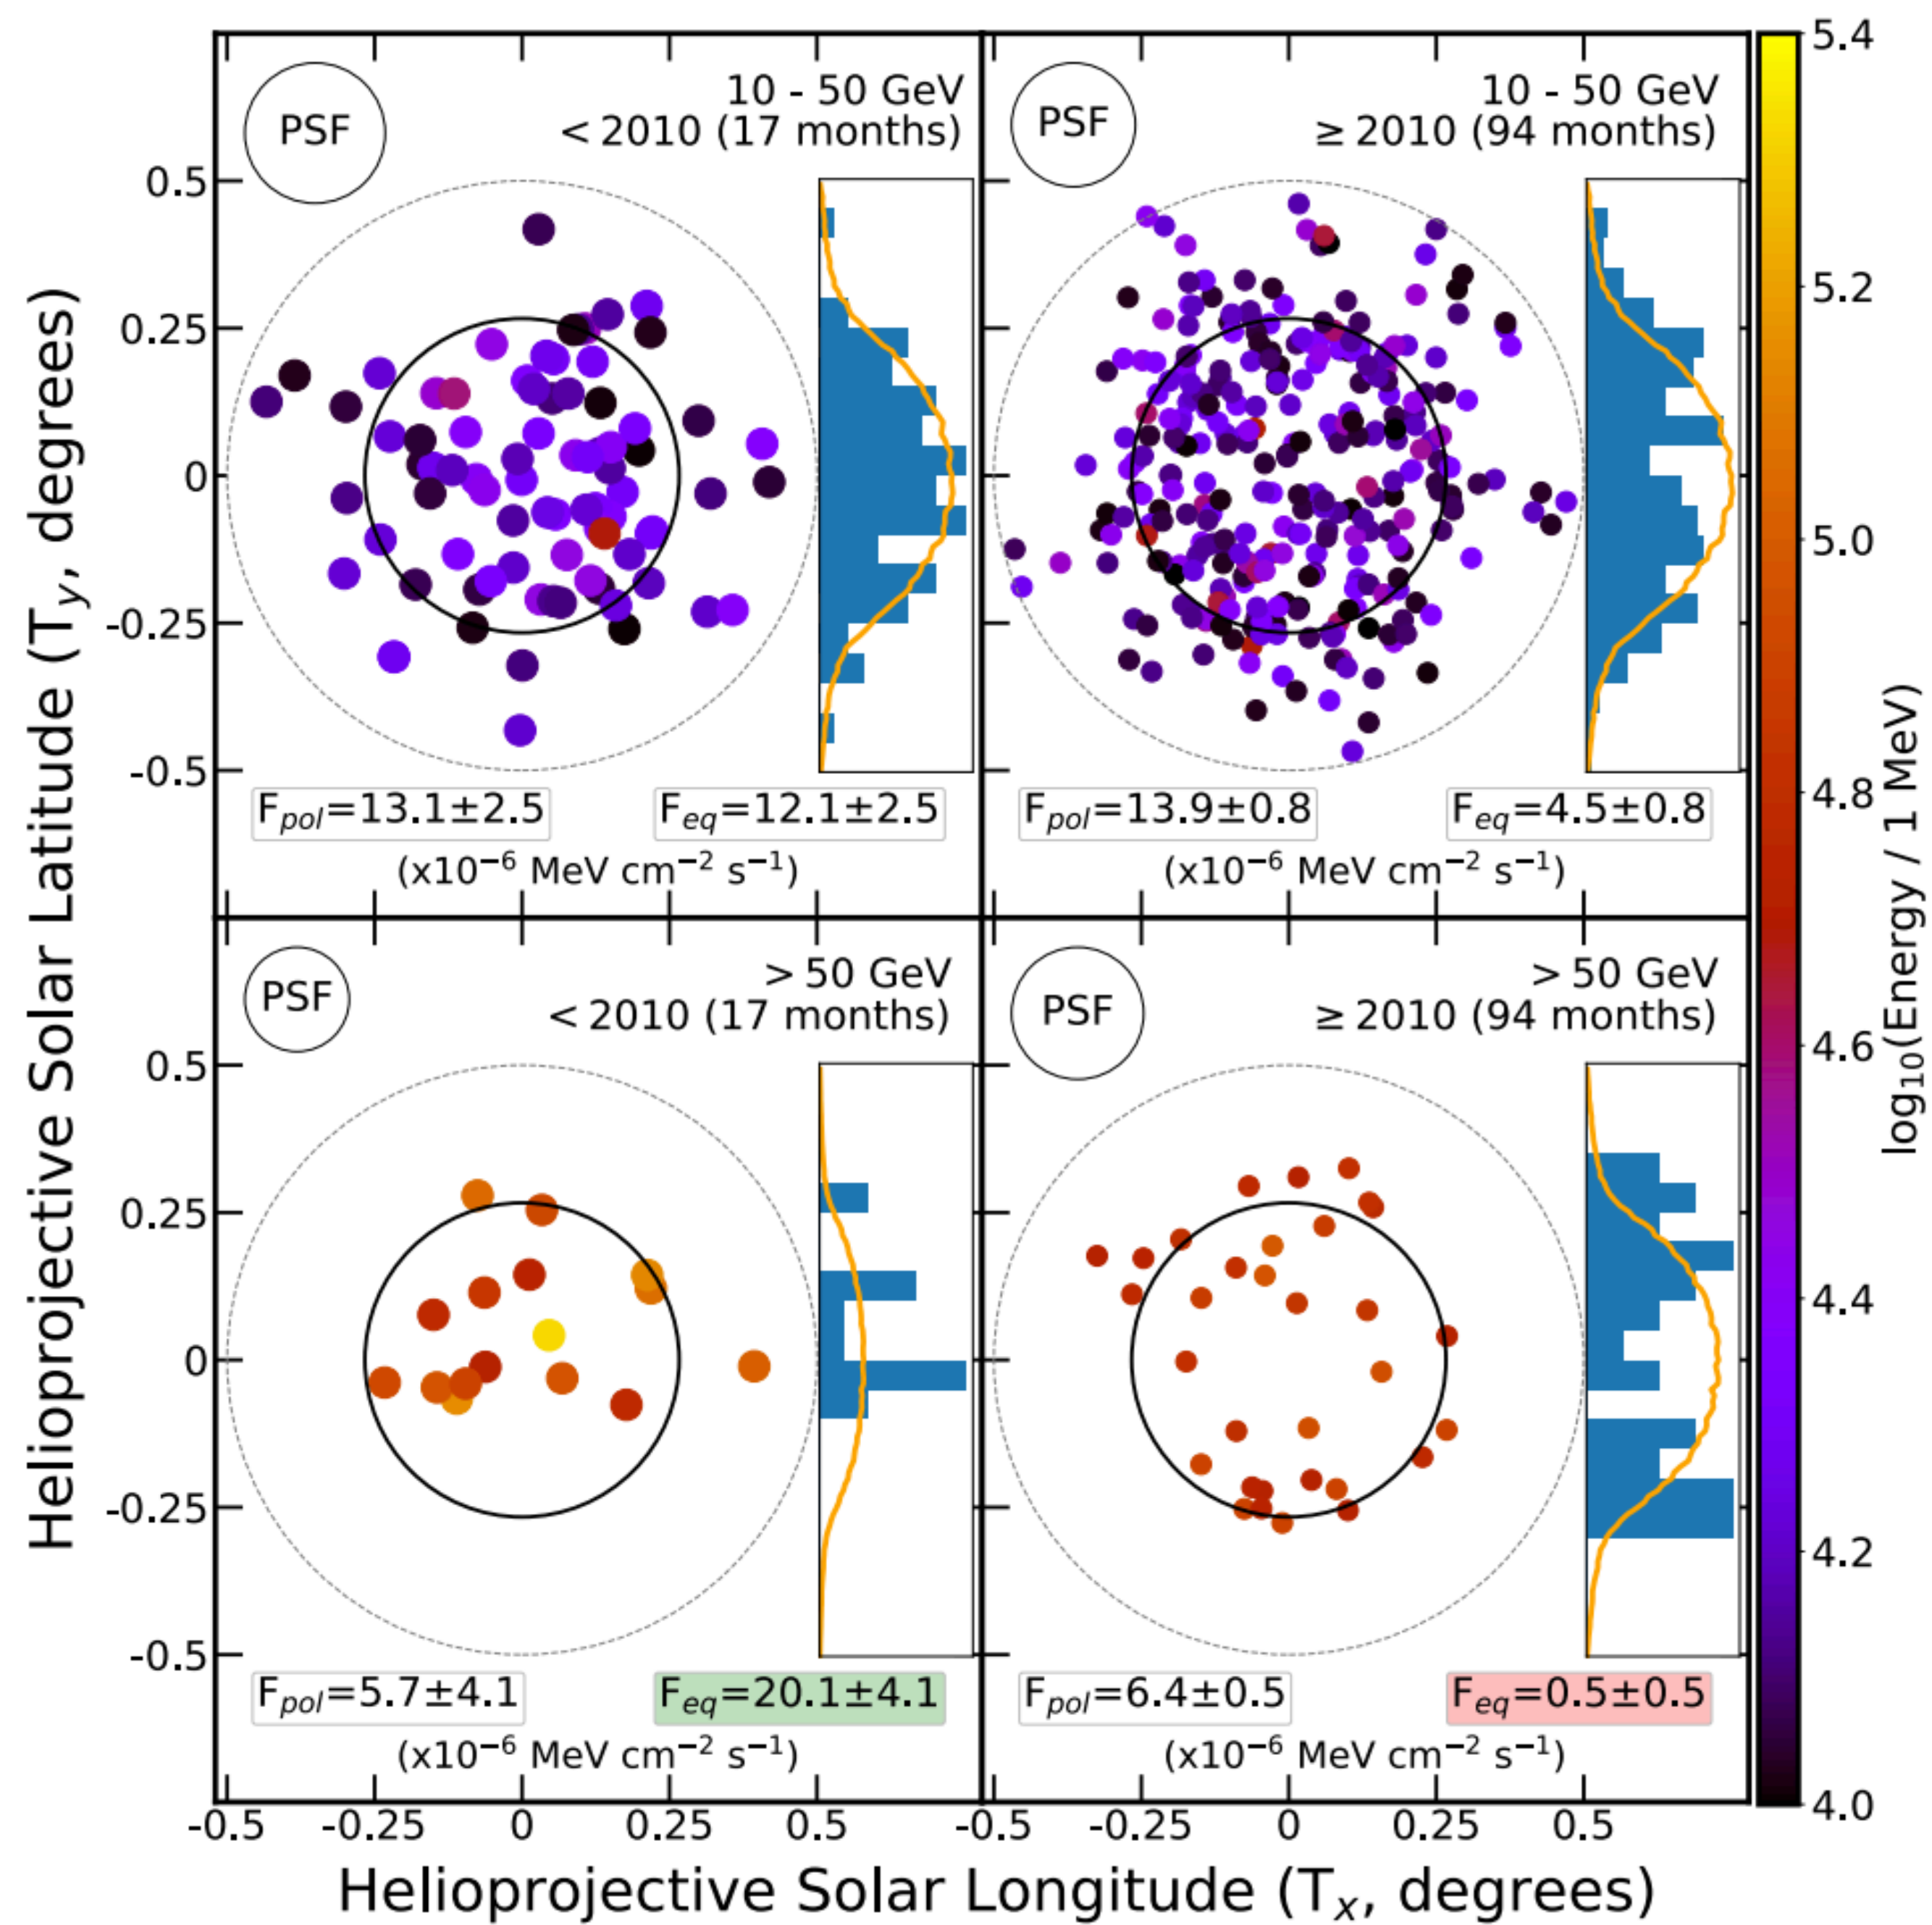 PSF
10 - 50 GeV
< 2010 (17 months)
0.5
0.25
0
-0.25
-0.5
F_pol=13.1±2.5
F_eq=12.1±2.5
(x10⁻⁶ MeV cm⁻² s⁻¹)
PSF
10 - 50 GeV
≥ 2010 (94 months)
F_pol=13.9±0.8
F_eq=4.5±0.8
(x10⁻⁶ MeV cm⁻² s⁻¹)
PSF
> 50 GeV
< 2010 (17 months)
0.5
0.25
0
-0.25
-0.5
F_pol=5.7±4.1
F_eq=20.1±4.1
(x10⁻⁶ MeV cm⁻² s⁻¹)
PSF
> 50 GeV
≥ 2010 (94 months)
F_pol=6.4±0.5
F_eq=0.5±0.5
(x10⁻⁶ MeV cm⁻² s⁻¹)
-0.5 -0.25 0 0.25 0.5
-0.5 -0.25 0 0.25 0.5
Helioprojective Solar Longitude (Tₓ, degrees)
Helioprojective Solar Latitude (T_y, degrees)
5.4
5.2
5.0
4.8
4.6
4.4
4.2
4.0
log₁₀(Energy / 1 MeV)